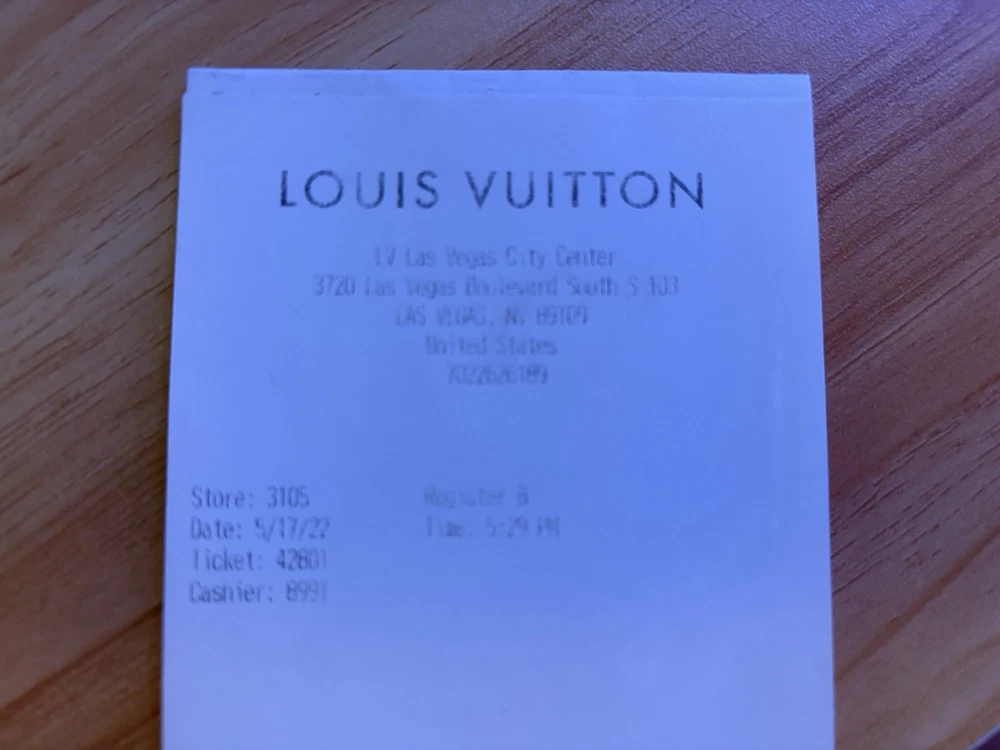 LOUIS VUITTON
LV Las Vegas City Center
3720 Las Vegas Boulevard South S 103
LAS VEGAS, NV 89109
United States
7022626189
Store: 3105 Register 8
Date: 5/17/22 Time: 5:29 PM
Ticket: 42801
Cashier: 8991